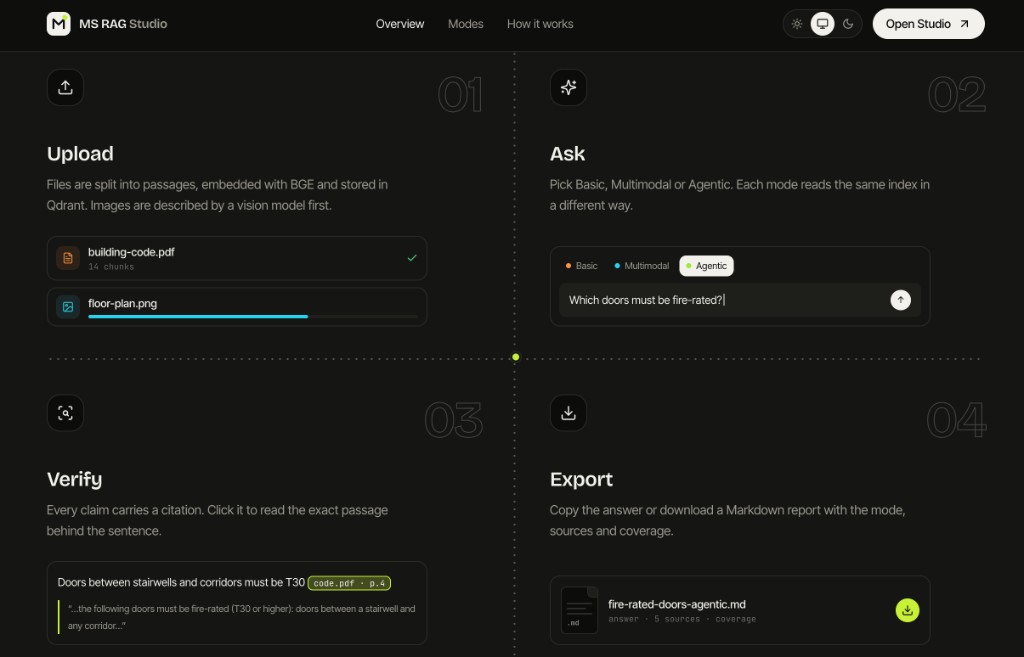 M MS RAG Studio
Overview Modes How it works
Open Studio
01
Upload
Files are split into passages, embedded with BGE and stored in
Qdrant. Images are described by a vision model first.
building-code.pdf
14 chunks
floor-plan.png
02
Ask
Pick Basic, Multimodal or Agentic. Each mode reads the same index in
a different way.
Basic Multimodal Agentic
Which doors must be fire-rated?
03
Verify
Every claim carries a citation. Click it to read the exact passage
behind the sentence.
Doors between stairwells and corridors must be T30 code.pdf · p.4
“…the following doors must be fire-rated (T30 or higher): doors between a stairwell and
any corridor…”
04
Export
Copy the answer or download a Markdown report with the mode,
sources and coverage.
.md
fire-rated-doors-agentic.md
answer · 5 sources · coverage